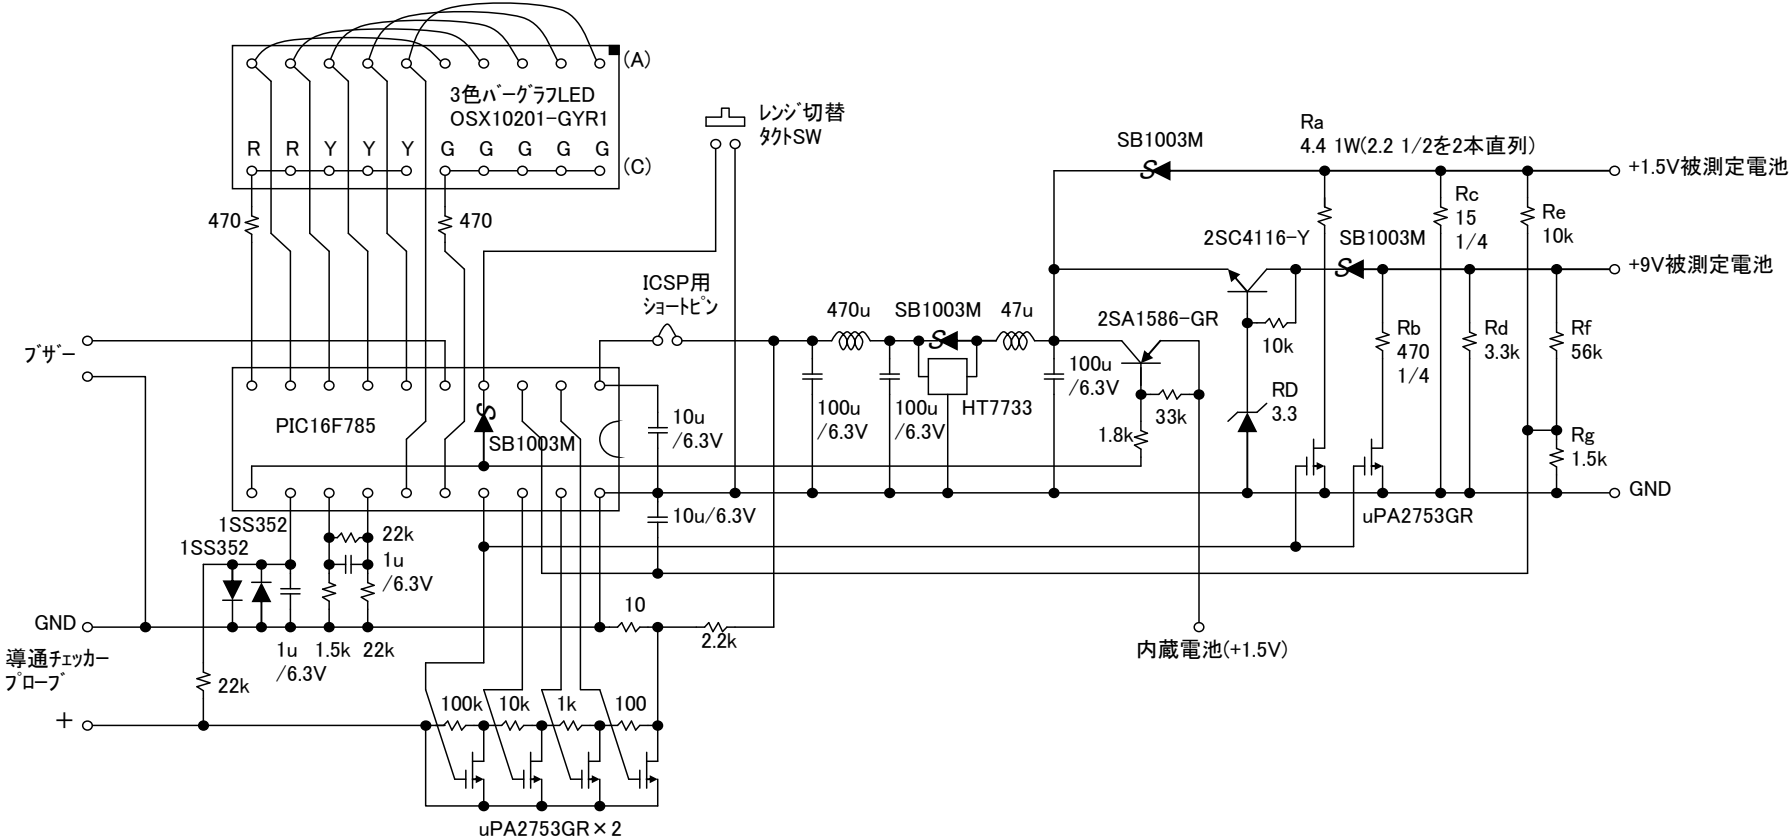 (A)
3色バーグラフLED
OSX10201-GYR1
R R Y Y Y G G G G G
(C)
470
470
レンジ切替
タクトSW
ICSP用
ショートピン
ブザー
PIC16F785
SB1003M
10u
/6.3V
10u/6.3V
470u
SB1003M
47u
100u
/6.3V
100u
/6.3V
HT7733
100u
/6.3V
2SA1586-GR
33k
1.8k
SB1003M
Ra
4.4 1W(2.2 1/2を2本直列)
+1.5V被測定電池
Rc
15
1/4
Re
10k
2SC4116-Y
SB1003M
+9V被測定電池
10k
Rb
470
1/4
Rd
3.3k
Rf
56k
RD
3.3
Rg
1.5k
GND
uPA2753GR
1SS352
1SS352
22k
1u
/6.3V
GND
導通チェッカー
プローブ
1u
/6.3V
1.5k
22k
22k
+
10
2.2k
内蔵電池(+1.5V)
100k
10k
1k
100
uPA2753GR×2
S
S
S
S